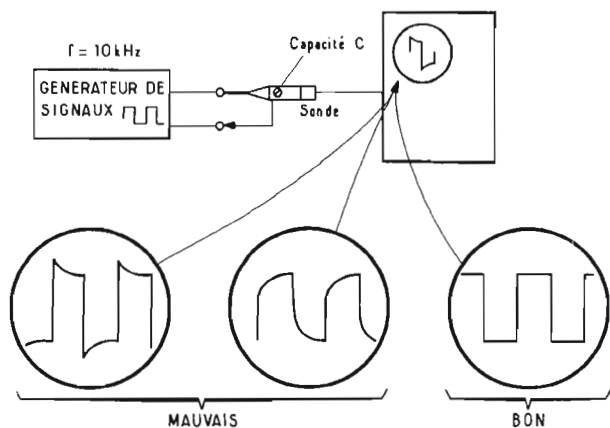 Capacité C
f = 10 kHz
GENERATEUR DE
SIGNAUX
Sonde
MAUVAIS
BON